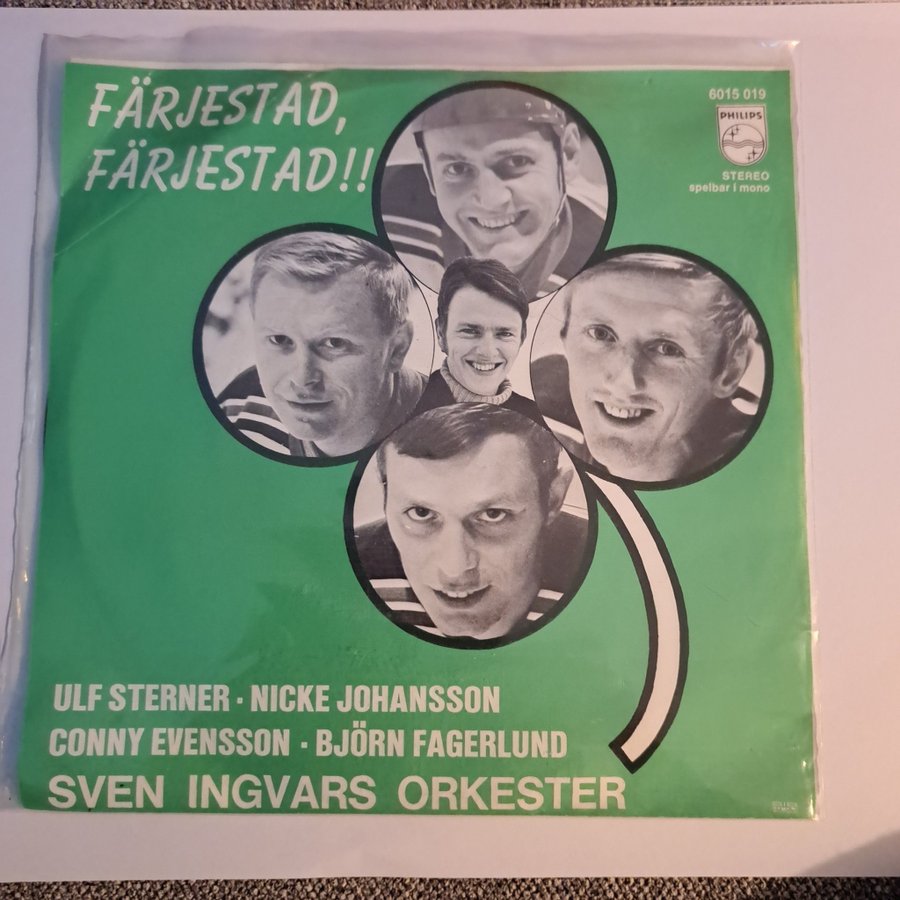 FÄRJESTAD,
FÄRJESTAD!!
6015 019
PHILIPS
STEREO
spelbar i mono
ULF STERNER · NICKE JOHANSSON
CONNY EVENSSON · BJÖRN FAGERLUND
SVEN INGVARS ORKESTER